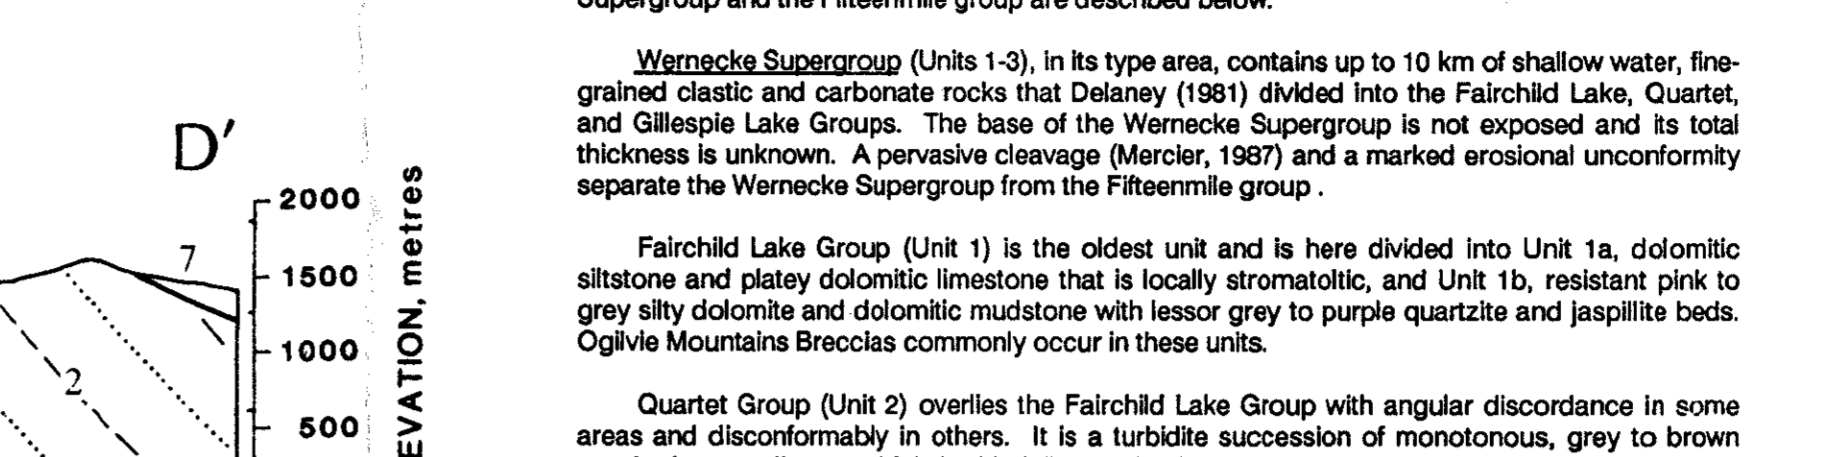 D′
2000
7
1500
1000
2
500
EVATION, metres
Supergroup and the Fifteenmile group are described below.
Wernecke Supergroup (Units 1-3), in its type area, contains up to 10 km of shallow water, fine-
grained clastic and carbonate rocks that Delaney (1981) divided into the Fairchild Lake, Quartet,
and Gillespie Lake Groups. The base of the Wernecke Supergroup is not exposed and its total
thickness is unknown. A pervasive cleavage (Mercier, 1987) and a marked erosional unconformity
separate the Wernecke Supergroup from the Fifteenmile group .
Fairchild Lake Group (Unit 1) is the oldest unit and is here divided into Unit 1a, dolomitic
siltstone and platey dolomitic limestone that is locally stromatoltic, and Unit 1b, resistant pink to
grey silty dolomite and dolomitic mudstone with lessor grey to purple quartzite and jaspillite beds.
Ogilvie Mountains Breccias commonly occur in these units.
Quartet Group (Unit 2) overlies the Fairchild Lake Group with angular discordance in some
areas and disconformably in others. It is a turbidite succession of monotonous, grey to brown